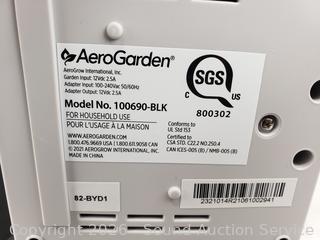 AeroGarden®
AeroGrow International, Inc.
Garden Input: 12Vdc 2.5A
Adapter Input: 100-240Vac 50/60Hz
Adapter Output: 12Vdc 2.5A
Model No. 100690-BLK
FOR HOUSEHOLD USE
POUR L'USAGE À LA MAISON
WWW.AEROGARDEN.COM
1.800.476.9669 USA 1.800.611.9058 CAN
© 2021 AEROGROW INTERNATIONAL, INC.
MADE IN CHINA
SGS
C US
800302
Conforms to
UL Std 153
Certified to
CSA STD. C22.2 NO.250.4
CAN ICES-005 (B) / NMB-005 (B)
82-BYD1
2321014R21061002941
Copyright © 2026